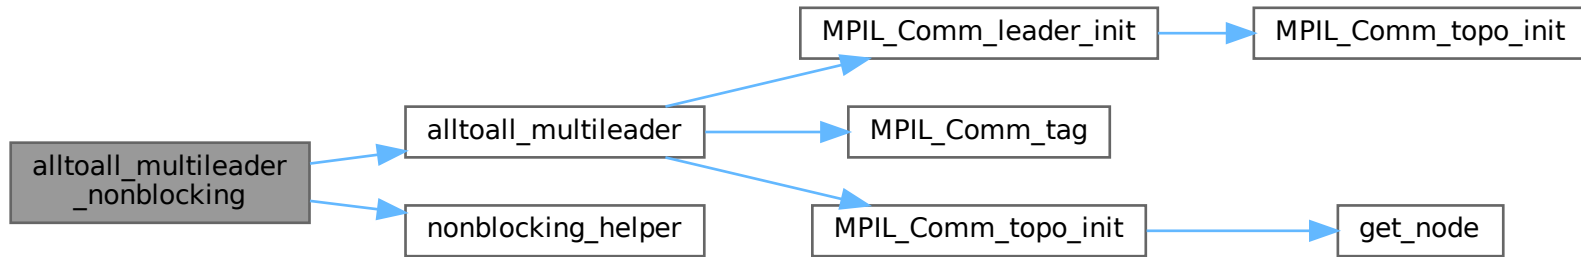 alltoall_multileader
_nonblocking
alltoall_multileader
nonblocking_helper
MPIL_Comm_leader_init
MPIL_Comm_tag
MPIL_Comm_topo_init
MPIL_Comm_topo_init
get_node